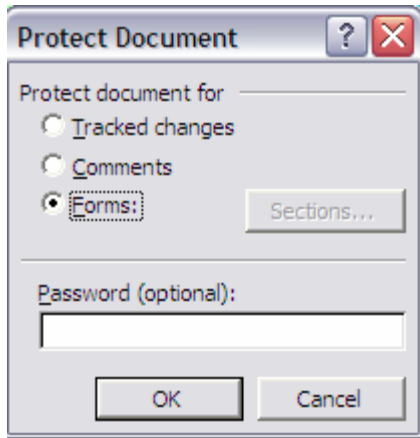 Protect Document
Protect document for
Tracked changes
Comments
Forms:
Sections...
Password (optional):
OK
Cancel